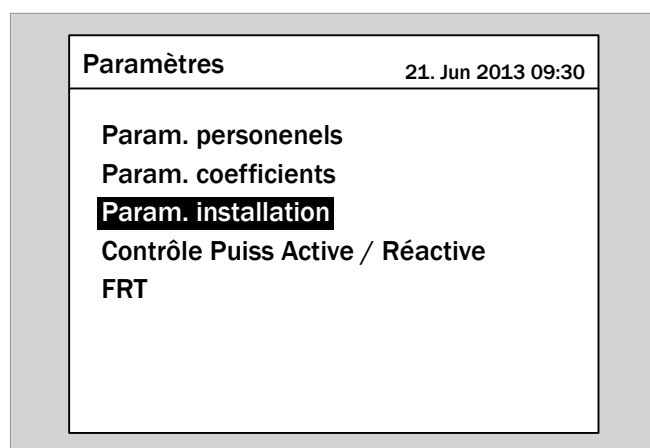 Paramètres
21. Jun 2013 09:30
Param. personenels
Param. coefficients
Param. installation
Contrôle Puiss Active / Réactive
FRT